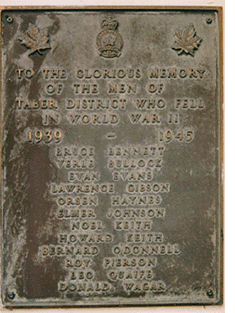 TO THE GLORIOUS MEMORY
OF THE MEN OF
TABER DISTRICT WHO FELL
IN WORLD WAR II
1939 - 1945
BRUCE BENNETT
VERLE BULLOCK
EVAN EVANS
LAWRENCE GIBSON
ORSEN HAYNES
ELMER JOHNSON
NOEL KEITH
HOWARD KEITH
BERNARD O'DONNELL
ROY PIERSON
LEO QUAIFE
DONALD WAGAR